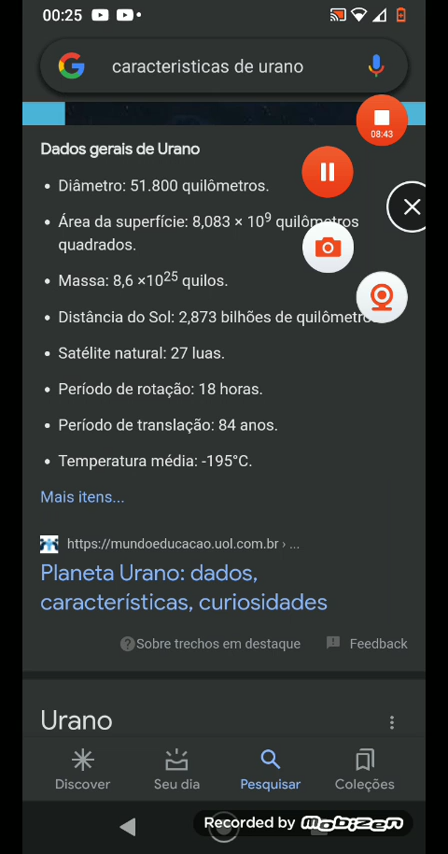 00:25
caracteristicas de urano
08:43
Dados gerais de Urano
• Diâmetro: 51.800 quilômetros.
• Área da superfície: 8,083 × 10⁹ quilômetros
quadrados.
• Massa: 8,6 ×10²⁵ quilos.
• Distância do Sol: 2,873 bilhões de quilômetro
• Satélite natural: 27 luas.
• Período de rotação: 18 horas.
• Período de translação: 84 anos.
• Temperatura média: -195°C.
Mais itens...
https://mundoeducacao.uol.com.br › ...
Planeta Urano: dados,
características, curiosidades
Sobre trechos em destaque Feedback
Urano
Discover Seu dia Pesquisar Coleções
Recorded by mobizen